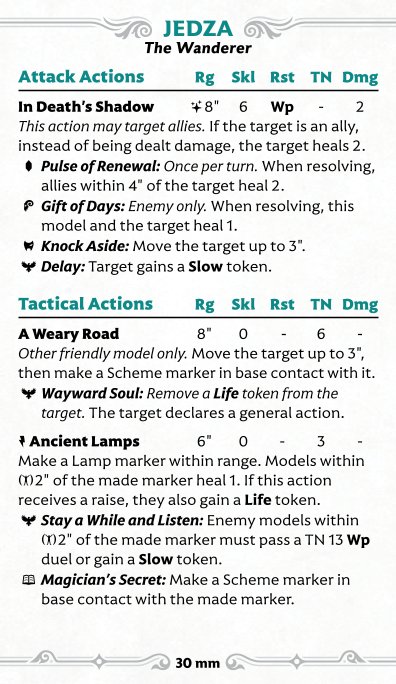 JEDZA
The Wanderer
Attack Actions Rg Skl Rst TN Dmg
In Death's Shadow 8" 6 Wp - 2
This action may target allies. If the target is an ally,
instead of being dealt damage, the target heals 2.
Pulse of Renewal: Once per turn. When resolving,
allies within 4" of the target heal 2.
Gift of Days: Enemy only. When resolving, this
model and the target heal 1.
Knock Aside: Move the target up to 3".
Delay: Target gains a Slow token.
Tactical Actions Rg Skl Rst TN Dmg
A Weary Road 8" 0 - 6 -
Other friendly model only. Move the target up to 3",
then make a Scheme marker in base contact with it.
Wayward Soul: Remove a Life token from the
target. The target declares a general action.
Ancient Lamps 6" 0 - 3 -
Make a Lamp marker within range. Models within
2" of the made marker heal 1. If this action
receives a raise, they also gain a Life token.
Stay a While and Listen: Enemy models within
2" of the made marker must pass a TN 13 Wp
duel or gain a Slow token.
Magician's Secret: Make a Scheme marker in
base contact with the made marker.
30 mm